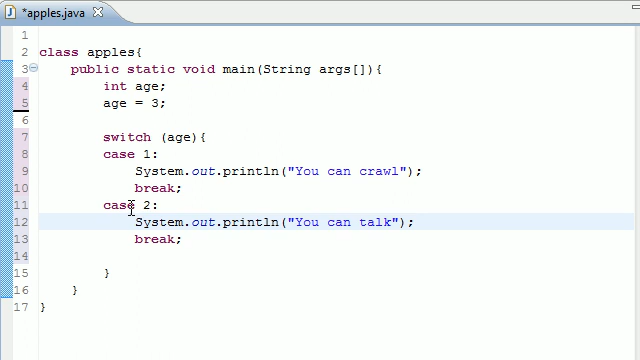 *apples.java
1
2 class apples{
3 public static void main(String args[]){
4 int age;
5 age = 3;
6
7 switch (age){
8 case 1:
9 System.out.println("You can crawl");
10 break;
11 case 2:
12 System.out.println("You can talk");
13 break;
14
15 }
16 }
17 }